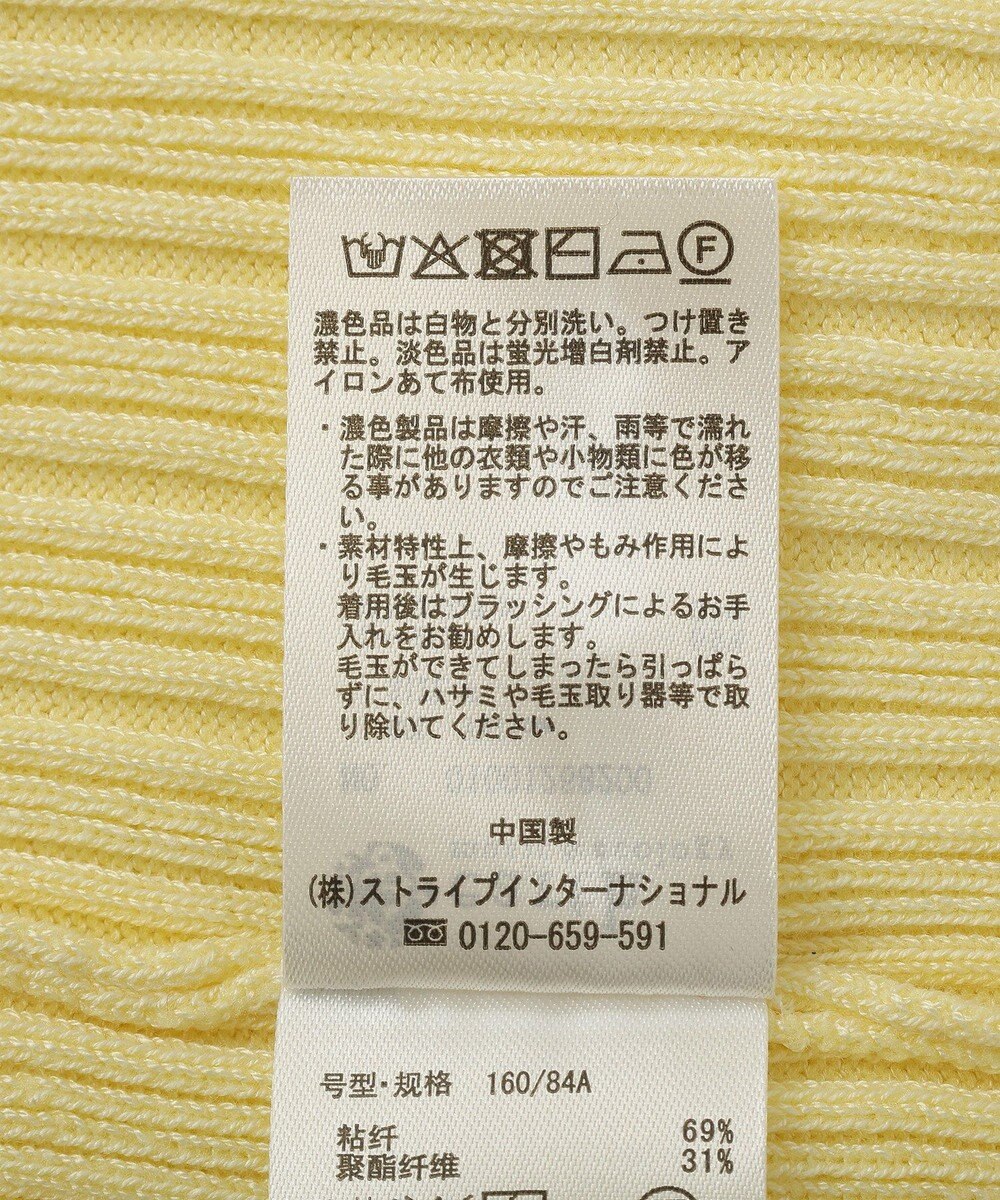 F
濃色品は白物と分別洗い。つけ置き
禁止。淡色品は蛍光増白剤禁止。ア
イロンあて布使用。
・濃色製品は摩擦や汗、雨等で濡れ
た際に他の衣類や小物類に色が移
る事がありますのでご注意くださ
い。
・素材特性上、摩擦やもみ作用によ
り毛玉が生じます。
着用後はブラッシングによるお手
入れをお勧めします。
毛玉ができてしまったら引っぱら
ずに、ハサミや毛玉取り器等で取
り除いてください。
中国製
(株)ストライプインターナショナル
0120-659-591
号型·规格 160/84A
粘纤 69%
聚酯纤维 31%